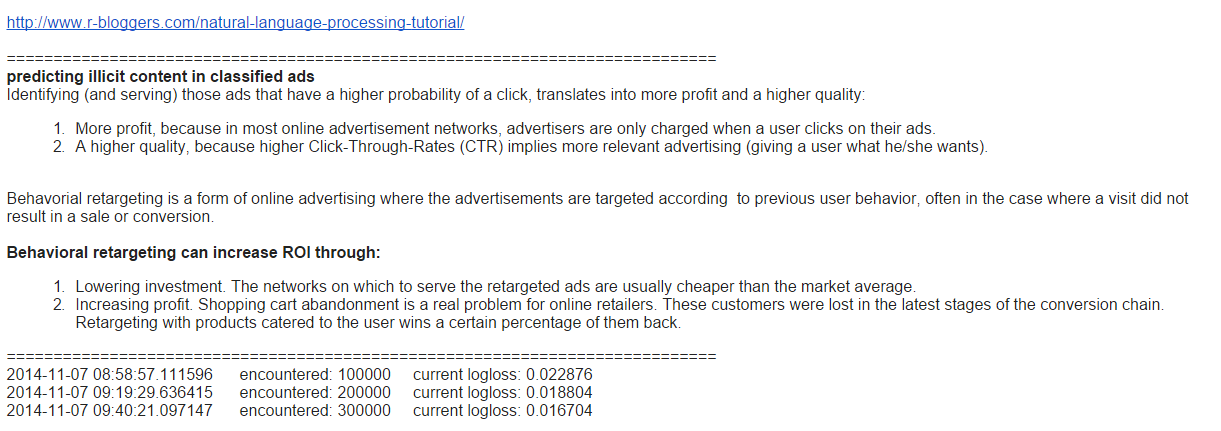 http://www.r-bloggers.com/natural-language-processing-tutorial/
============================================================================
predicting illicit content in classified ads
Identifying (and serving) those ads that have a higher probability of a click, translates into more profit and a higher quality:
1. More profit, because in most online advertisement networks, advertisers are only charged when a user clicks on their ads.
2. A higher quality, because higher Click-Through-Rates (CTR) implies more relevant advertising (giving a user what he/she wants).
Behavorial retargeting is a form of online advertising where the advertisements are targeted according  to previous user behavior, often in the case where a visit did not
result in a sale or conversion.
Behavioral retargeting can increase ROI through:
1. Lowering investment. The networks on which to serve the retargeted ads are usually cheaper than the market average.
2. Increasing profit. Shopping cart abandonment is a real problem for online retailers. These customers were lost in the latest stages of the conversion chain.
Retargeting with products catered to the user wins a certain percentage of them back.
============================================================================
2014-11-07 08:58:57.111596 encountered: 100000 current logloss: 0.022876
2014-11-07 09:19:29.636415 encountered: 200000 current logloss: 0.018804
2014-11-07 09:40:21.097147 encountered: 300000 current logloss: 0.016704